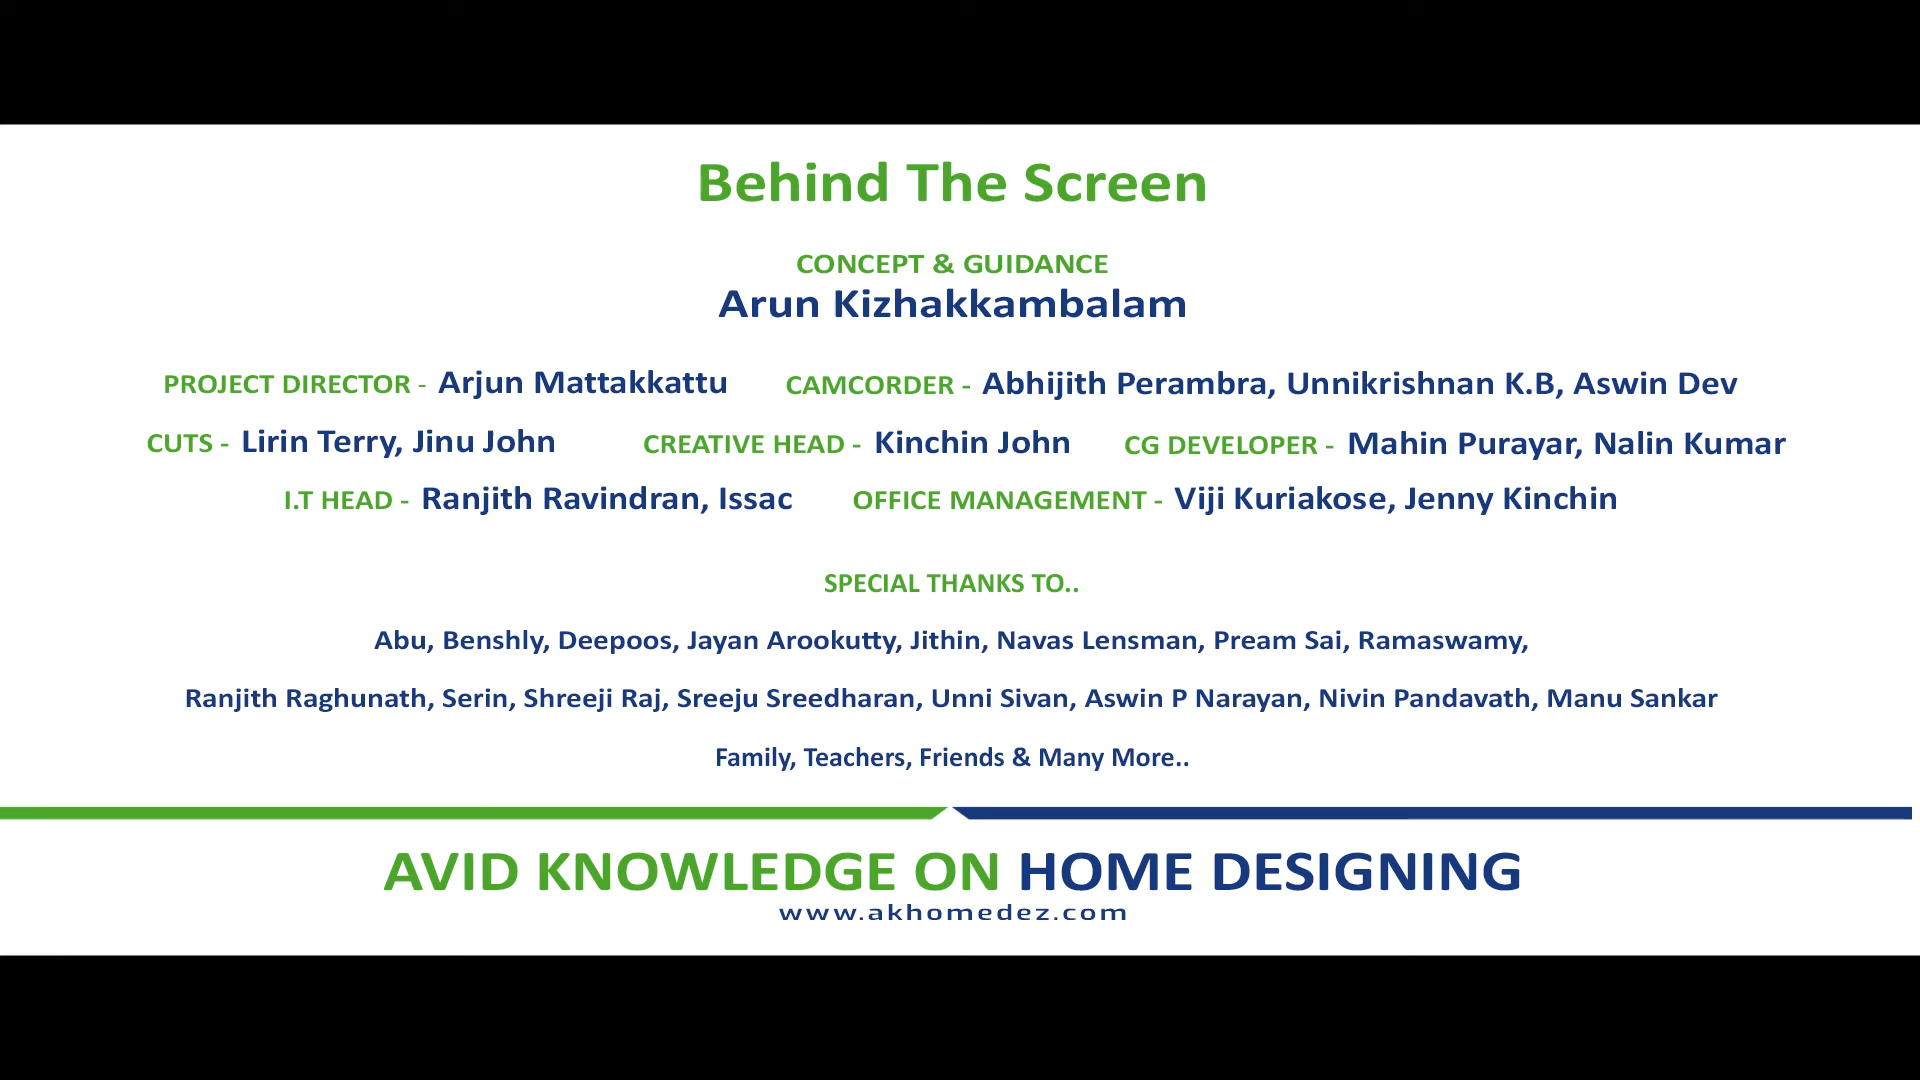 Behind The Screen
CONCEPT & GUIDANCE
Arun Kizhakkambalam
PROJECT DIRECTOR - Arjun Mattakkattu CAMCORDER - Abhijith Perambra, Unnikrishnan K.B, Aswin Dev
CUTS - Lirin Terry, Jinu John CREATIVE HEAD - Kinchin John CG DEVELOPER - Mahin Purayar, Nalin Kumar
I.T HEAD - Ranjith Ravindran, Issac OFFICE MANAGEMENT - Viji Kuriakose, Jenny Kinchin
SPECIAL THANKS TO..
Abu, Benshly, Deepoos, Jayan Arookutty, Jithin, Navas Lensman, Pream Sai, Ramaswamy,
Ranjith Raghunath, Serin, Shreeji Raj, Sreeju Sreedharan, Unni Sivan, Aswin P Narayan, Nivin Pandavath, Manu Sankar
Family, Teachers, Friends & Many More..
AVID KNOWLEDGE ON HOME DESIGNING
www.akhomedez.com